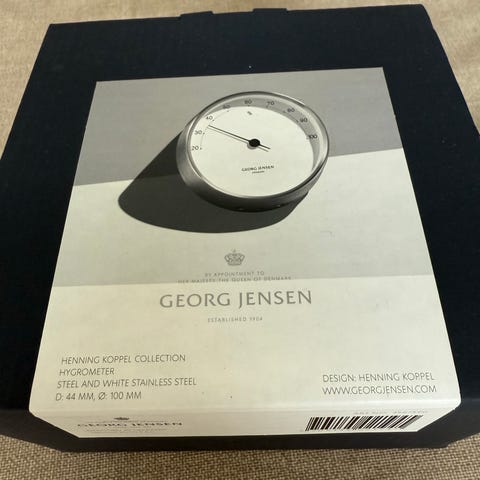 20
30
40
50
60
70
80
90
100
%
GEORG JENSEN
DENMARK
BY APPOINTMENT TO
HER MAJESTY THE QUEEN OF DENMARK
GEORG JENSEN
ESTABLISHED 1904
HENNING KOPPEL COLLECTION
HYGROMETER
STEEL AND WHITE STAINLESS STEEL
D: 44 MM, Ø: 100 MM
DESIGN: HENNING KOPPEL
WWW.GEORGJENSEN.COM
GEORG JENSEN